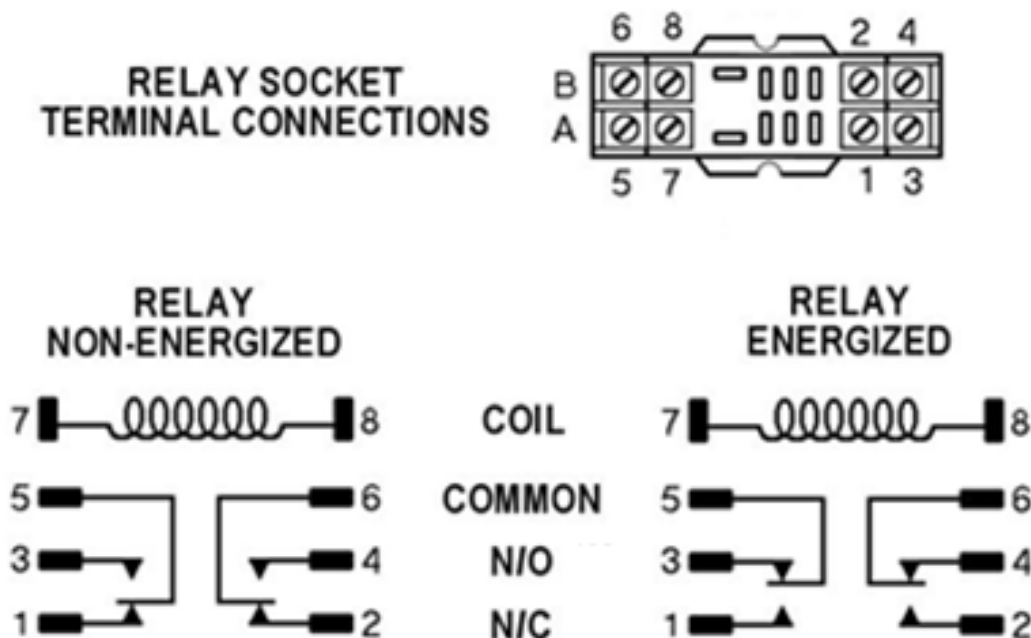 6 8 2 4
RELAY SOCKET
TERMINAL CONNECTIONS
B
A
5 7 1 3
RELAY
NON-ENERGIZED
RELAY
ENERGIZED
7 8 COIL 7 8
5 6 COMMON 5 6
3 4 N/O 3 4
1 2 N/C 1 2